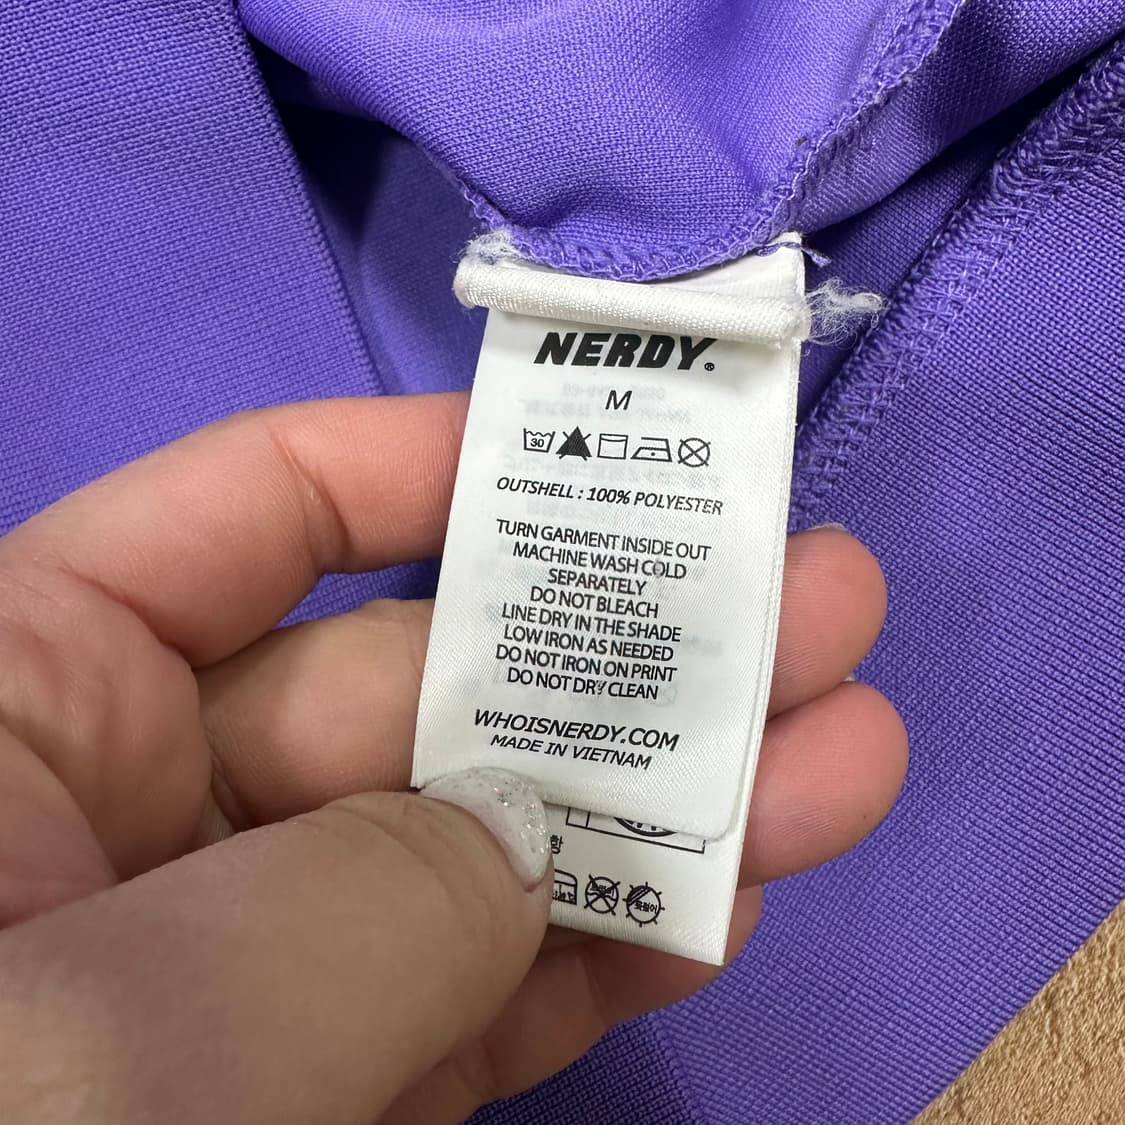 NERDY®
M
30
OUTSHELL : 100% POLYESTER
TURN GARMENT INSIDE OUT
MACHINE WASH COLD
SEPARATELY
DO NOT BLEACH
LINE DRY IN THE SHADE
LOW IRON AS NEEDED
DO NOT IRON ON PRINT
DO NOT DRY CLEAN
WHOISNERDY.COM
MADE IN VIETNAM
항